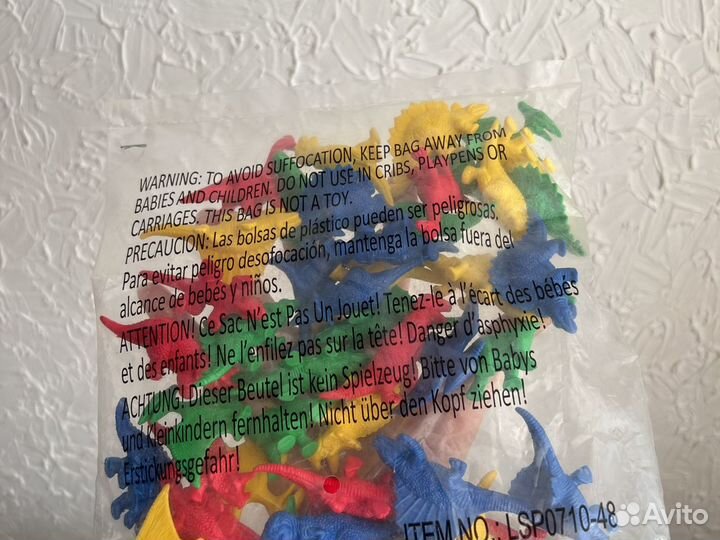 WARNING: TO AVOID SUFFOCATION, KEEP BAG AWAY FROM
BABIES AND CHILDREN. DO NOT USE IN CRIBS, PLAYPENS OR
CARRIAGES. THIS BAG IS NOT A TOY.
PRECAUCION: Las bolsas de plástico pueden ser peligrosas.
Para evitar peligro desofocación, mantenga la bolsa fuera del
alcance de bebés y niños.
ATTENTION! Ce Sac N'est Pas Un Jouet! Tenez-le à l'écart des bébés
et des enfants! Ne l'enfilez pas sur la tête! Danger d'asphyxie!
ACHTUNG! Dieser Beutel ist kein Spielzeug! Bitte von Babys
und Kleinkindern fernhalten! Nicht über den Kopf ziehen!
Erstickungsgefahr!
ITEM NO.: LSP0710-48
Avito